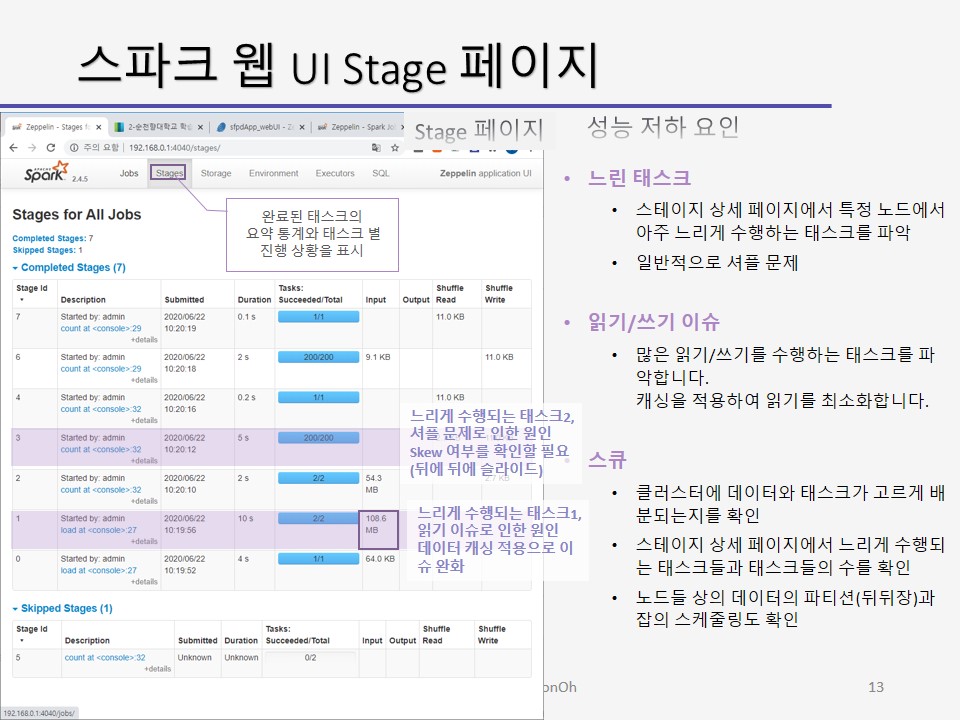 스파크 웹 UI Stage 페이지
Zeppelin - Stages for
2-순천향대학교 학습
sfpdApp_webUI - Ze
Zeppelin - Spark Job
주의 요함
192.168.0.1:4040/stages/
Stage 페이지
APACHE Spark 2.4.5
Jobs Stages Storage Environment Executors SQL
Zeppelin application UI
Stages for All Jobs
완료된 태스크의
요약 통계와 태스크 별
진행 상황을 표시
Completed Stages: 7
Skipped Stages: 1
Completed Stages (7)
Stage Id Description Submitted Duration Tasks: Succeeded/Total Input Output Shuffle Read Shuffle Write
7 Started by: admin 2020/06/22 0.1 s 1/1 11.0 KB
count at <console>:29 10:20:19
+details
6 Started by: admin 2020/06/22 2 s 200/200 9.1 KB 11.0 KB
count at <console>:29 10:20:18
+details
4 Started by: admin 2020/06/22 0.2 s 1/1 11.0 KB
count at <console>:32 10:20:16
+details
3 Started by: admin 2020/06/22 5 s 200/200
count at <console>:32 10:20:12
+details
2 Started by: admin 2020/06/22 2 s 2/2 54.3 MB
count at <console>:32 10:20:10
+details
1 Started by: admin 2020/06/22 10 s 2/2 108.6 MB
load at <console>:27 10:19:56
+details
0 Started by: admin 2020/06/22 4 s 1/1 64.0 KB
load at <console>:27 10:19:52
+details
느리게 수행되는 태스크2,
셔플 문제로 인한 원인
Skew 여부를 확인할 필요
(뒤에 뒤에 슬라이드)
느리게 수행되는 태스크1,
읽기 이슈로 인한 원인
데이터 캐싱 적용으로 이
슈 완화
Skipped Stages (1)
Stage Id Description Submitted Duration Tasks: Succeeded/Total Input Output Shuffle Read Shuffle Write
5 count at <console>:32 Unknown Unknown 0/2
+details
192.168.0.1:4040/jobs/
성능 저하 요인
• 느린 태스크
• 스테이지 상세 페이지에서 특정 노드에서
아주 느리게 수행하는 태스크를 파악
• 일반적으로 셔플 문제
• 읽기/쓰기 이슈
• 많은 읽기/쓰기를 수행하는 태스크를 파
악합니다.
캐싱을 적용하여 읽기를 최소화합니다.
• 스큐
• 클러스터에 데이터와 태스크가 고르게 배
분되는지를 확인
• 스테이지 상세 페이지에서 느리게 수행되
는 태스크들과 태스크들의 수를 확인
• 노드들 상의 데이터의 파티션(뒤뒤장)과
잡의 스케줄링도 확인
onOh
13